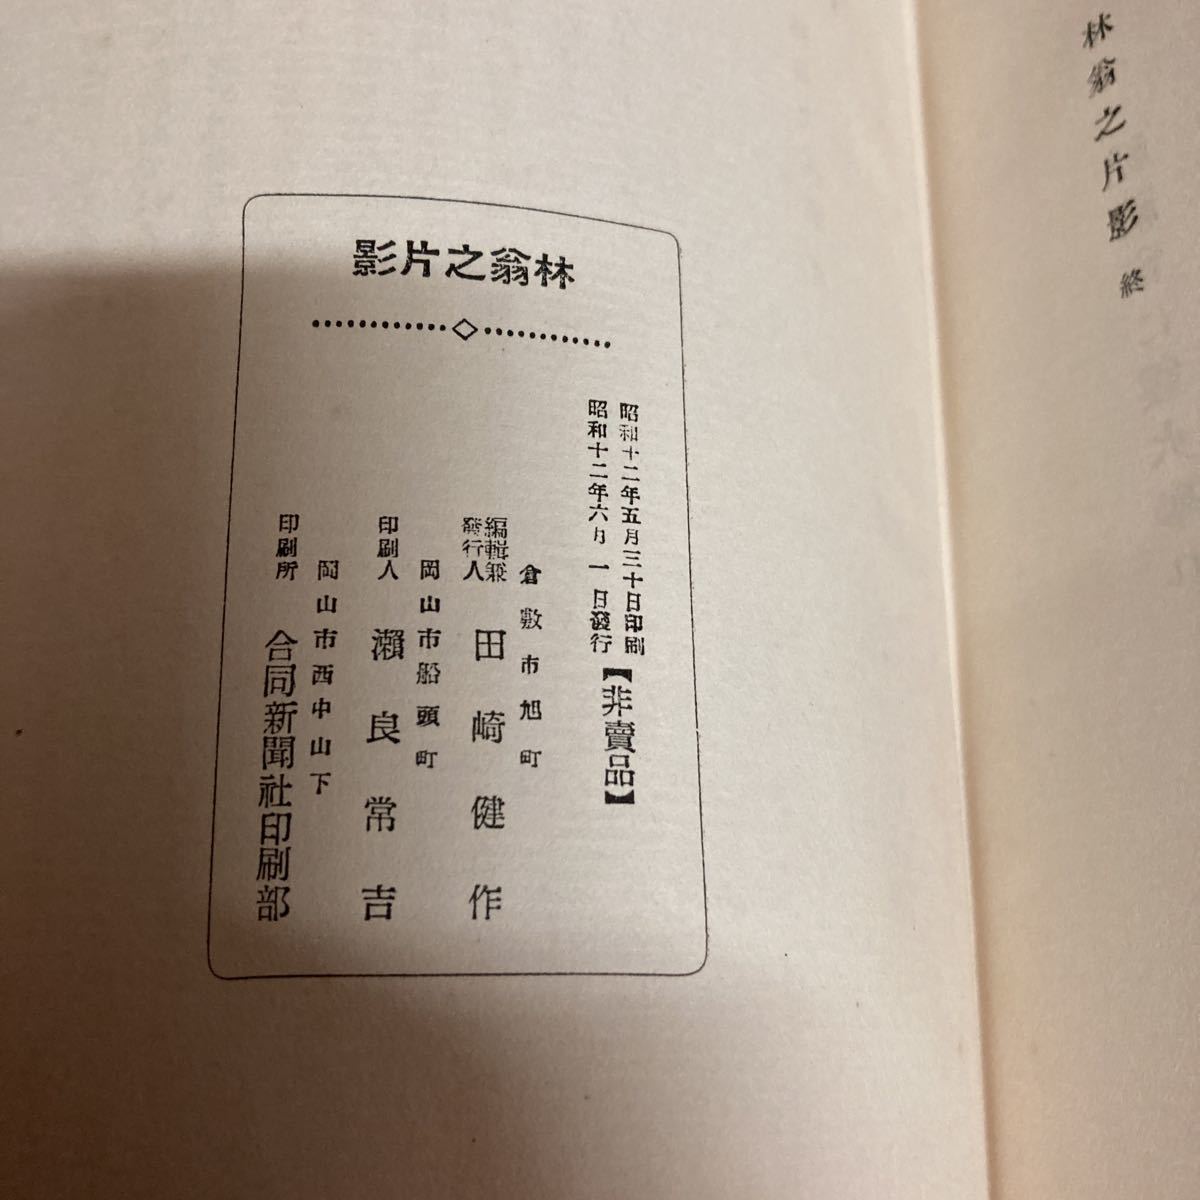 林翁之片影 終
林翁之片影
昭和十二年五月三十日印刷
昭和十二年六月一日發行
【非賣品】
倉敷市旭町
編輯兼發行人 田崎健作
岡山市船頭町
印刷人 瀬良常吉
岡山市西中山下
印刷所 合同新聞社印刷部